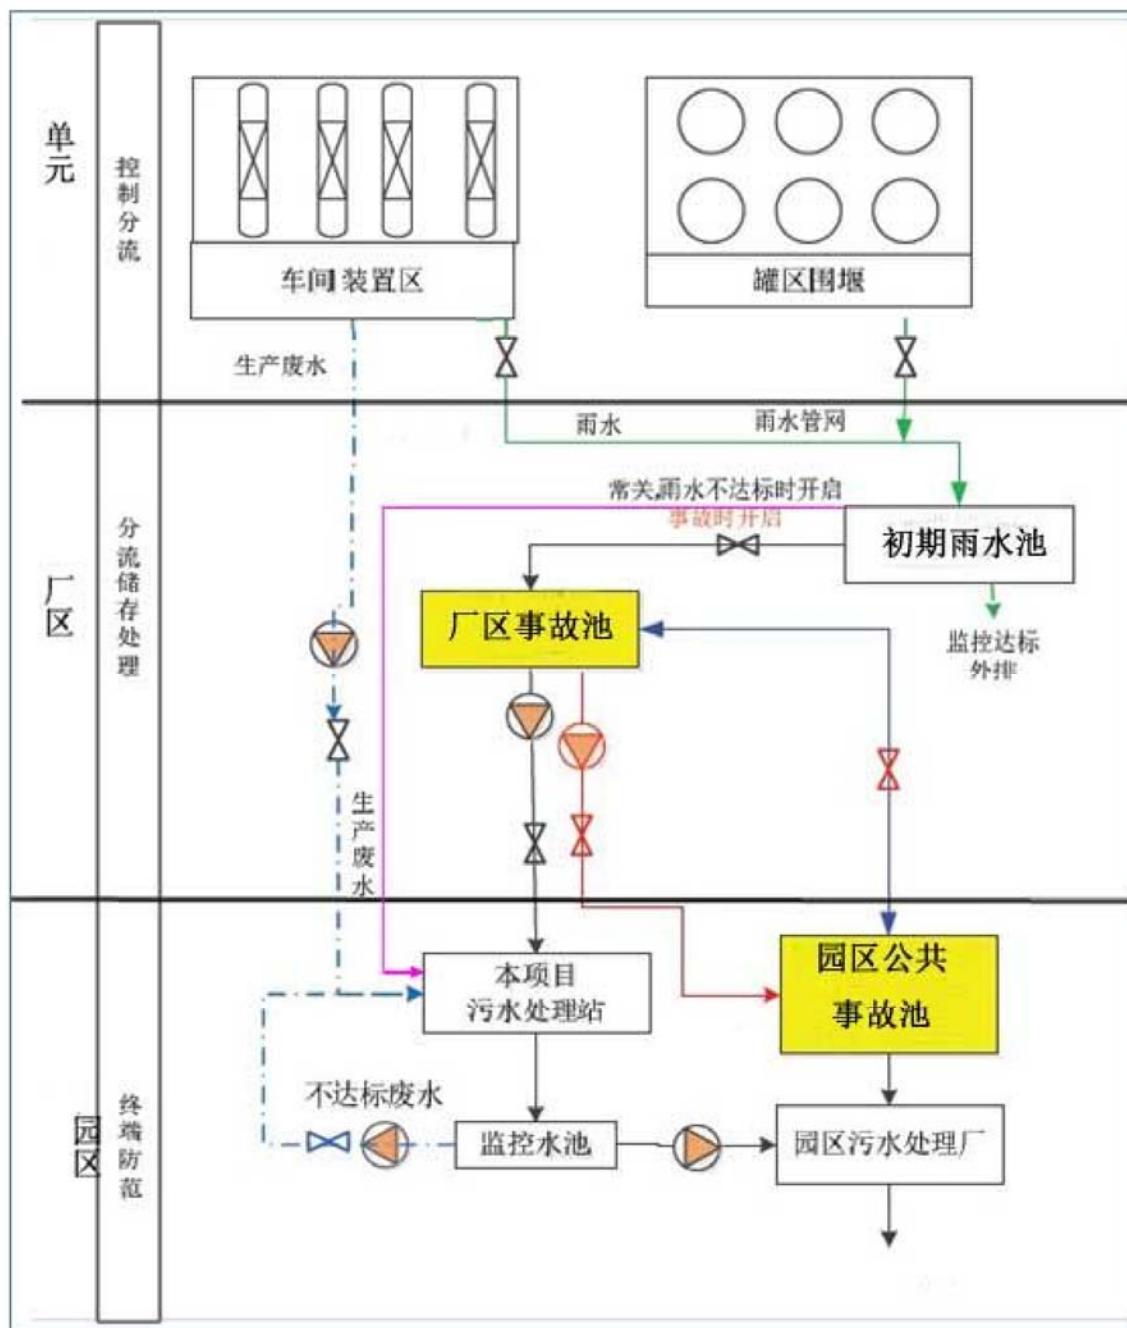 单元
控制分流
车间装置区
罐区围堰
生产废水
雨水
雨水管网
常关,雨水不达标时开启
事故时开启
初期雨水池
厂区
分流储存处理
厂区事故池
监控达标
外排
生产废水
本项目
污水处理站
园区公共
事故池
园区
终端防范
不达标废水
监控水池
园区污水处理厂